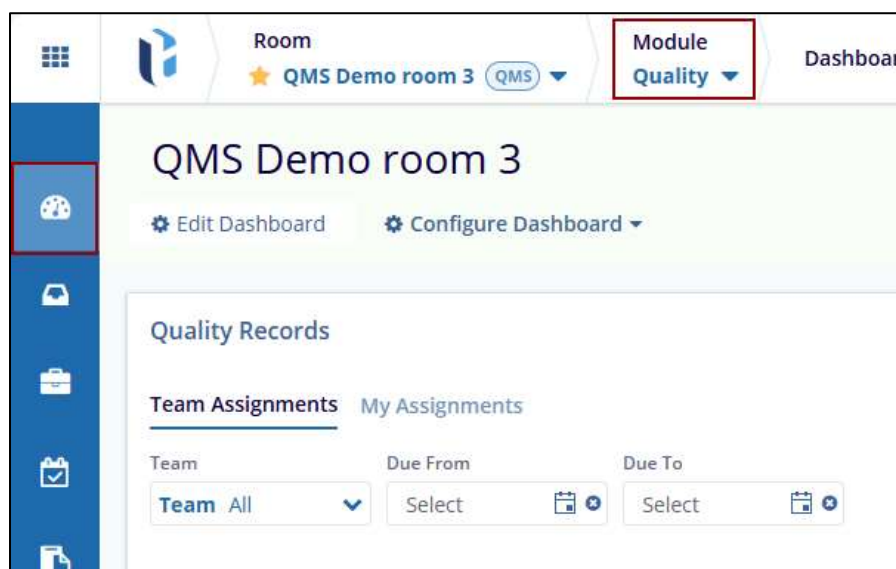 Room
QMS Demo room 3 QMS
Module
Quality
QMS Demo room 3
Edit Dashboard
Configure Dashboard
Quality Records
Team Assignments
My Assignments
Team
Due From
Due To
Team All
Select
Select